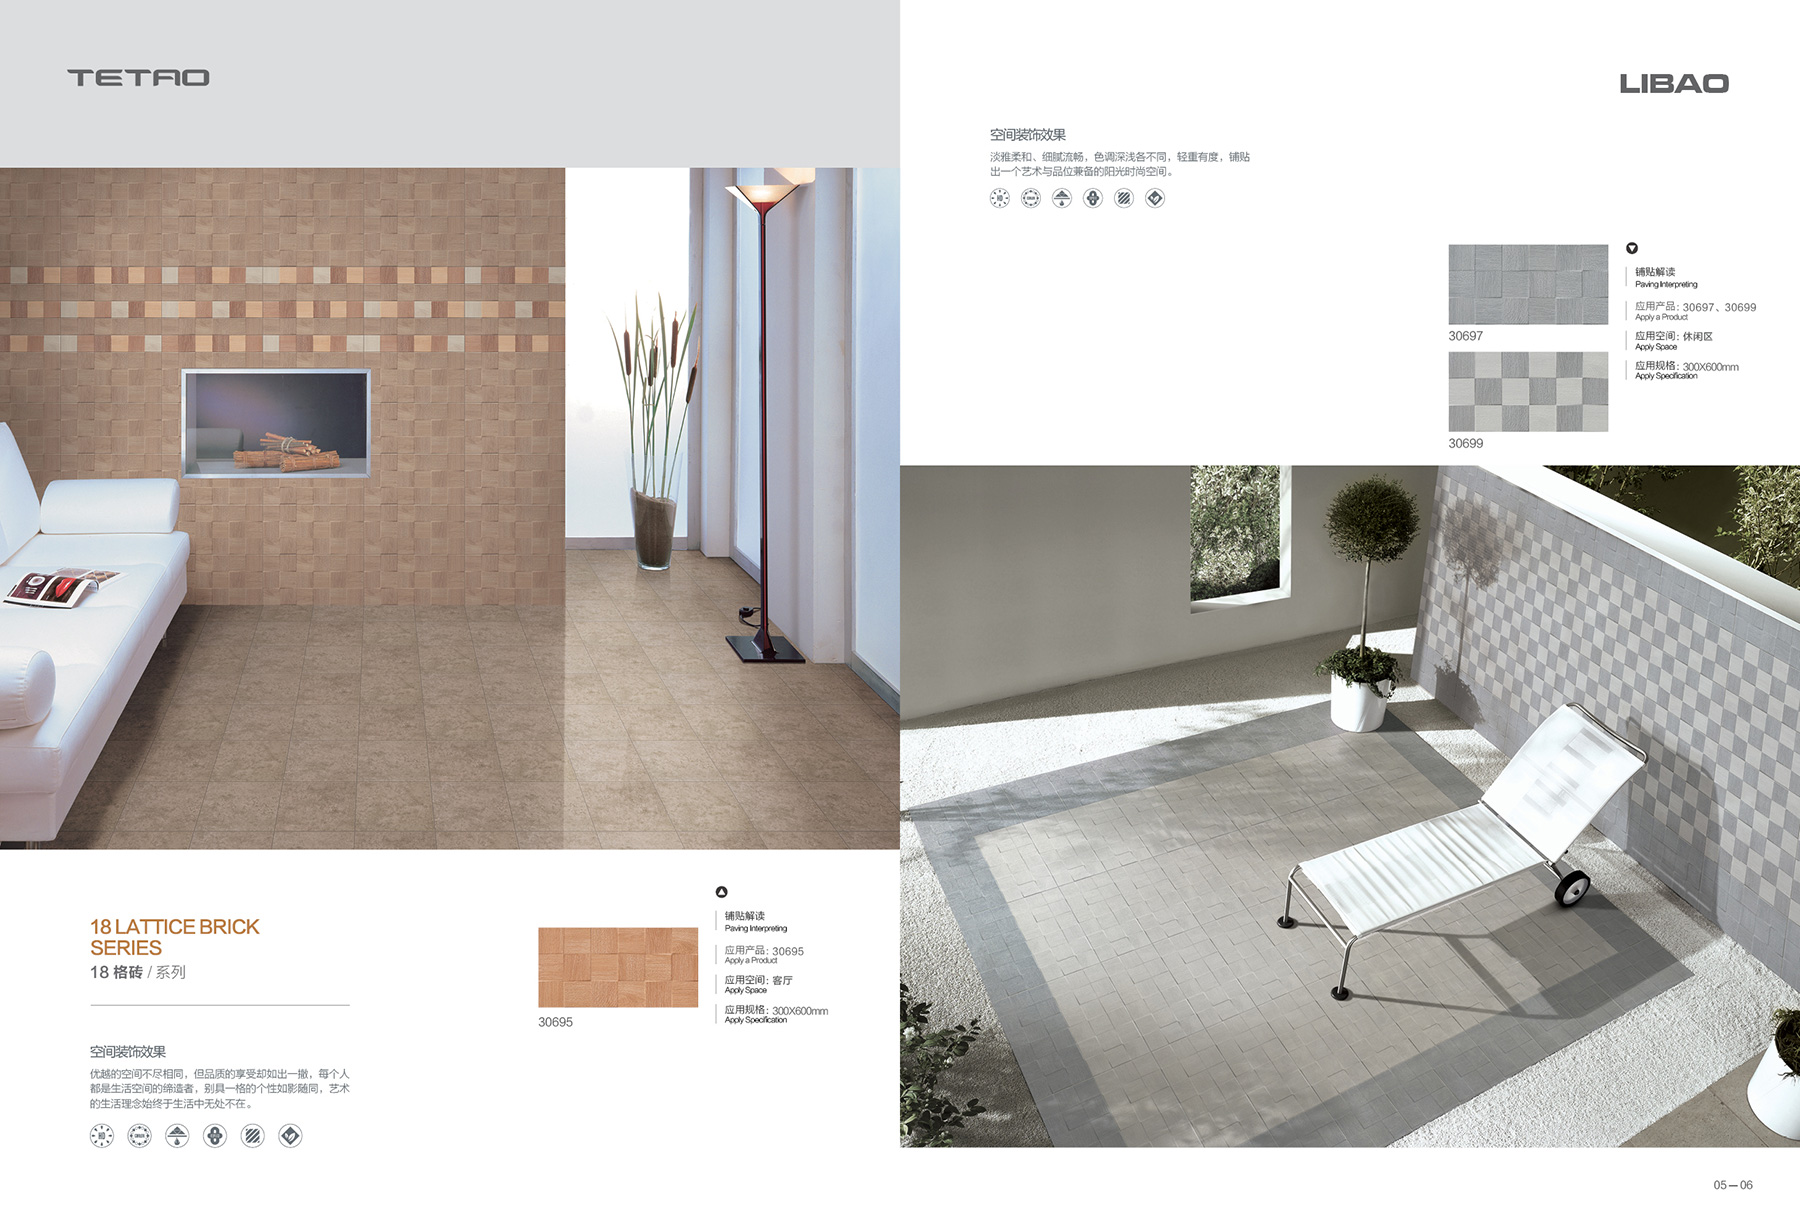 TETAO
18 LATTICE BRICK
SERIES
18 格砖 / 系列
空间装饰效果
优越的空间不尽相同，但品质的享受却如出一撤，每个人
都是生活空间的缔造者，别具一格的个性如影随同，艺术
的生活理念始终于生活中无处不在。
30695
铺贴解读
Paving Interpreting
应用产品：30695
Apply a Product
应用空间：客厅
Apply Space
应用规格：300X600mm
Apply Specification
LIBAO
空间装饰效果
淡雅柔和、细腻流畅，色调深浅各不同，轻重有度，铺贴
出一个艺术与品位兼备的阳光时尚空间。
30697
30699
铺贴解读
Paving Interpreting
应用产品：30697、30699
Apply a Product
应用空间：休闲区
Apply Space
应用规格：300X600mm
Apply Specification
05—06